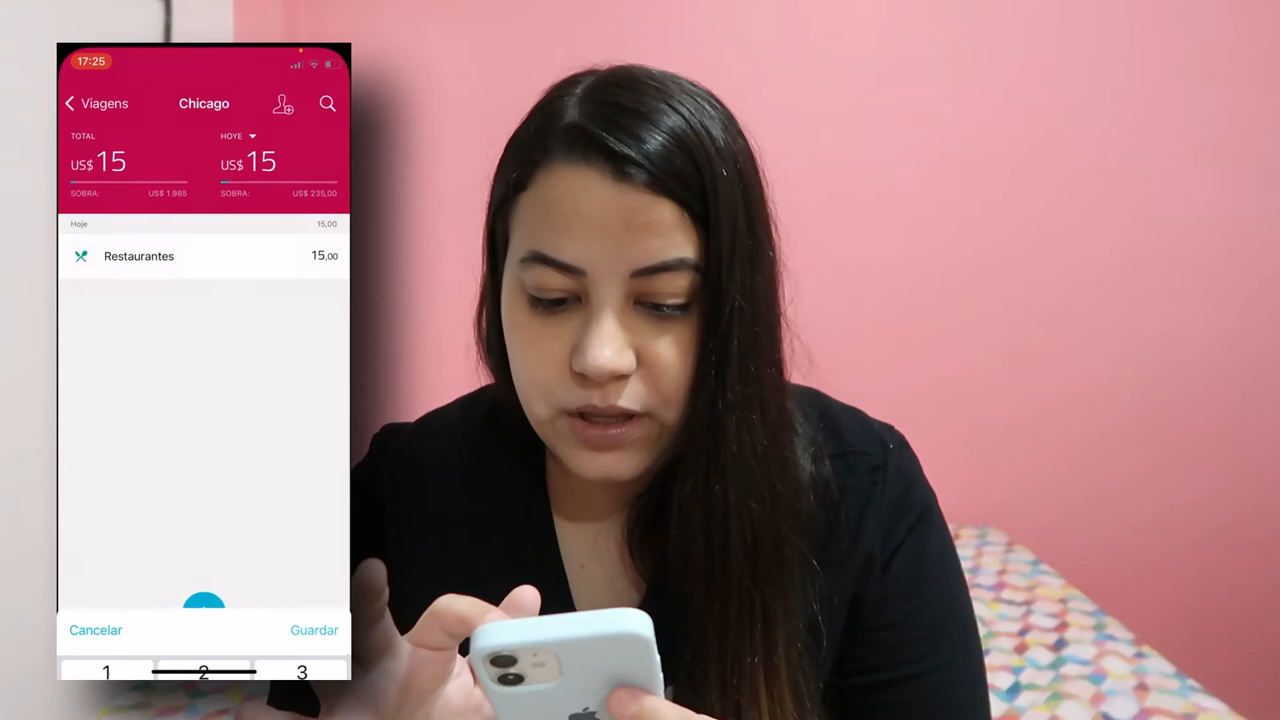 17:25
Viagens
Chicago
TOTAL
HOYE
US$ 15
US$ 15
SOBRA: US$ 1.985
SOBRA: US$ 235,00
Hoje 15,00
Restaurantes 15,00
Cancelar
Guardar
1 2 3